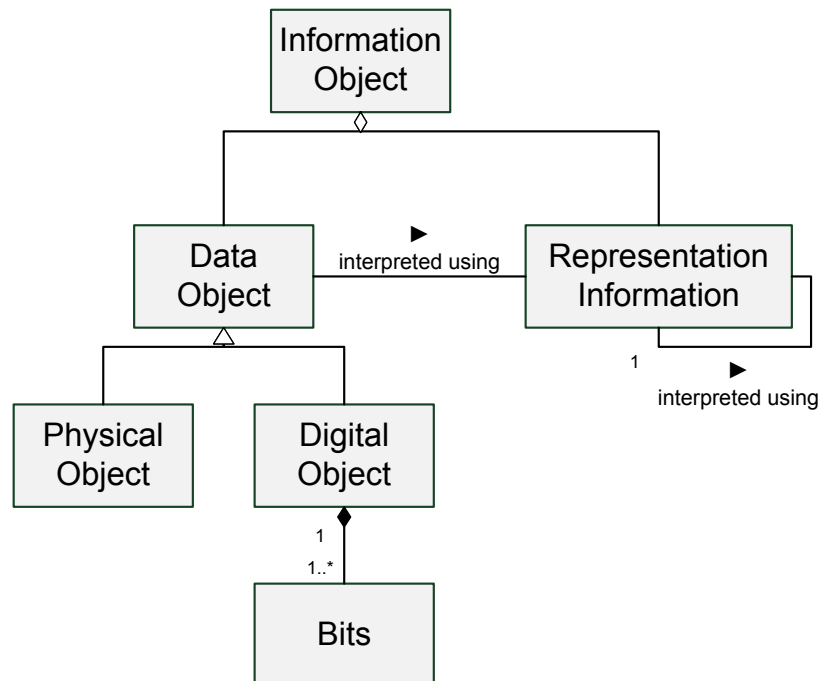 Information
Object
Data
Object
►
interpreted using
Representation
Information
1
►
interpreted using
Physical
Object
Digital
Object
1
1..*
Bits